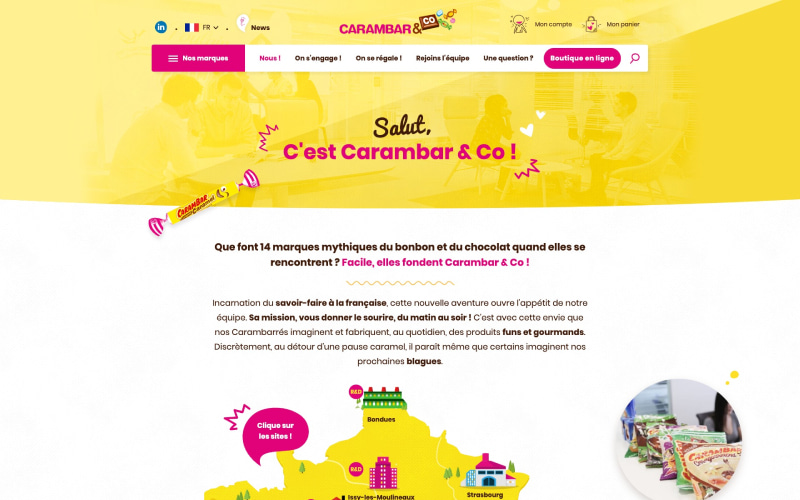 in
FR
News
CARAMBAR & CO
Mon compte
Mon panier
Nos marques
Nous !
On s'engage !
On se régale !
Rejoins l'équipe
Une question ?
Boutique en ligne
Salut,
C'est Carambar & Co !
CARAMBAR
Caramel
Que font 14 marques mythiques du bonbon et du chocolat quand elles se
rencontrent ? Facile, elles fondent Carambar & Co !
Incarnation du savoir-faire à la française, cette nouvelle aventure ouvre l'appétit de notre
équipe. Sa mission, vous donner le sourire, du matin au soir ! C'est avec cette envie que
nos Carambarrés imaginent et fabriquent, au quotidien, des produits funs et gourmands.
Discrètement, au détour d'une pause caramel, il paraît même que certains imaginent nos
prochaines blagues.
R&D
Bondues
Clique sur
les sites !
R&D
Issy-les-Moulineaux
Strasbourg
CARAMBAR